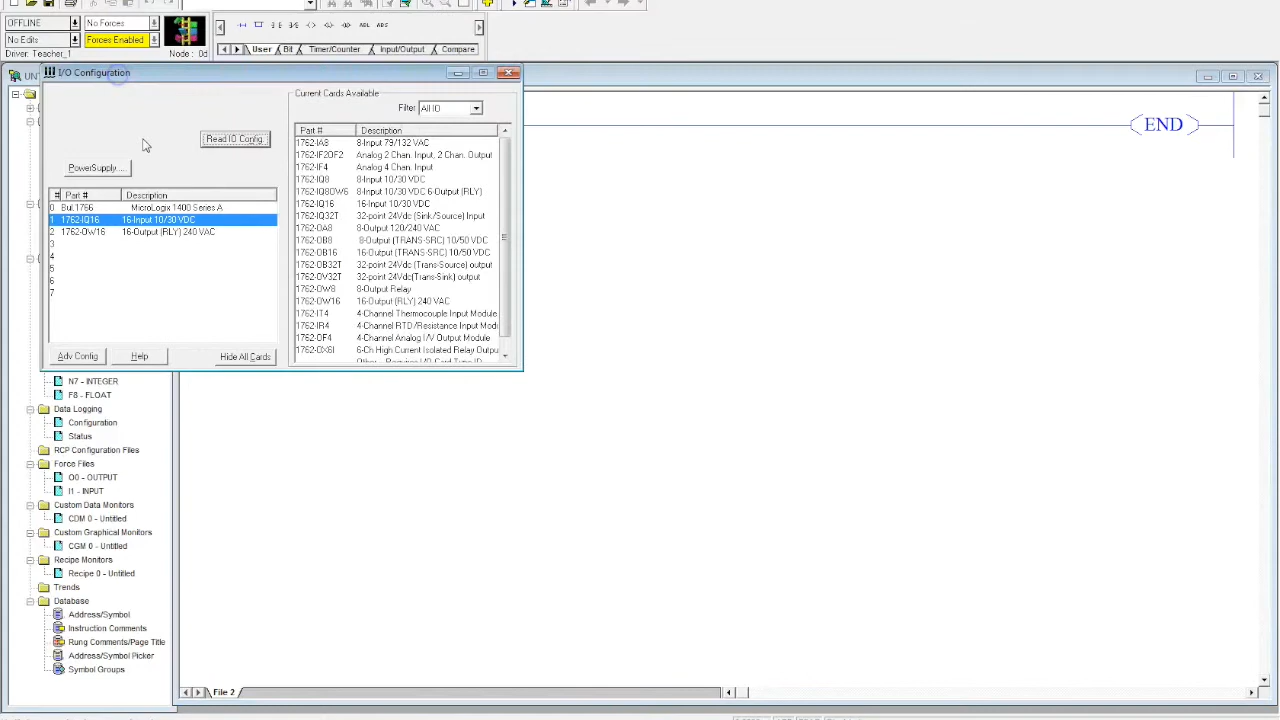 OFFLINE
No Forces
No Edits
Forces Enabled
Driver: Teacher_1
Node : 0d
ABL ABS
User Bit Timer/Counter Input/Output Compare
UNT
I/O Configuration
Current Cards Available
Filter All IO
Read IO Config.
PowerSupply...
# Part # Description
0 Bul.1766 MicroLogix 1400 Series A
1 1762-IQ16 16-Input 10/30 VDC
2 1762-OW16 16-Output (RLY) 240 VAC
3
4
5
6
7
Adv Config
Help
Hide All Cards
Part # Description
1762-IA8 8-Input 79/132 VAC
1762-IF2OF2 Analog 2 Chan. Input, 2 Chan. Output
1762-IF4 Analog 4 Chan. Input
1762-IQ8 8-Input 10/30 VDC
1762-IQ8OW6 8-Input 10/30 VDC 6-Output (RLY)
1762-IQ16 16-Input 10/30 VDC
1762-IQ32T 32-point 24Vdc (Sink/Source) Input
1762-OA8 8-Output 120/240 VAC
1762-OB8 8-Output (TRANS-SRC) 10/50 VDC
1762-OB16 16-Output (TRANS-SRC) 10/50 VDC
1762-OB32T 32-point 24Vdc (Trans-Source) output
1762-OV32T 32-point 24Vdc(Trans-Sink) output
1762-OW8 8-Output Relay
1762-OW16 16-Output (RLY) 240 VAC
1762-IT4 4-Channel Thermocouple Input Module
1762-IR4 4-Channel RTD/Resistance Input Modu
1762-OF4 4-Channel Analog I/V Output Module
1762-OX6I 6-Ch High Current Isolated Relay Outpu
Other - Requires I/O Card Type ID
END
N7 - INTEGER
F8 - FLOAT
Data Logging
Configuration
Status
RCP Configuration Files
Force Files
O0 - OUTPUT
I1 - INPUT
Custom Data Monitors
CDM 0 - Untitled
Custom Graphical Monitors
CGM 0 - Untitled
Recipe Monitors
Recipe 0 - Untitled
Trends
Database
Address/Symbol
Instruction Comments
Rung Comments/Page Title
Address/Symbol Picker
Symbol Groups
File 2